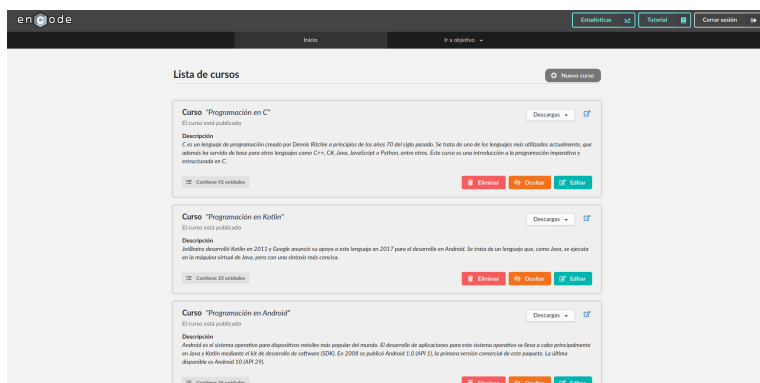 encode
Estadísticas
Tutorial
Cerrar sesión
Inicio
Ir a objetivo
Lista de cursos
Nuevo curso
Curso "Programación en C"
Descargas
El curso está publicado
Descripción
C es un lenguaje de programación creado por Dennis Ritchie a principios de los años 70 del siglo pasado. Se trata de uno de los lenguajes más utilizados actualmente, que
además ha servido de base para otros lenguajes como C++, C#, Java, JavaScript o Python, entre otros. Este curso es una introducción a la programación imperativa y
estructurada en C.
Contiene 92 unidades
Eliminar
Ocultar
Editar
Curso "Programación en Kotlin"
Descargas
El curso está publicado
Descripción
JetBrains desarrolló Kotlin en 2011 y Google anunció su apoyo a este lenguaje en 2017 para el desarrollo en Android. Se trata de un lenguaje que, como Java, se ejecuta
en la máquina virtual de Java, pero con una sintaxis más concisa.
Contiene 25 unidades
Eliminar
Ocultar
Editar
Curso "Programación en Android"
Descargas
El curso está publicado
Descripción
Android es el sistema operativo para dispositivos móviles más popular del mundo. El desarrollo de aplicaciones para este sistema operativo se lleva a cabo principalmente
en Java y Kotlin mediante el kit de desarrollo de software (SDK). En 2008 se publicó Android 1.0 (API 1), la primera versión comercial de este paquete. La última
disponible es Android 10 (API 29).